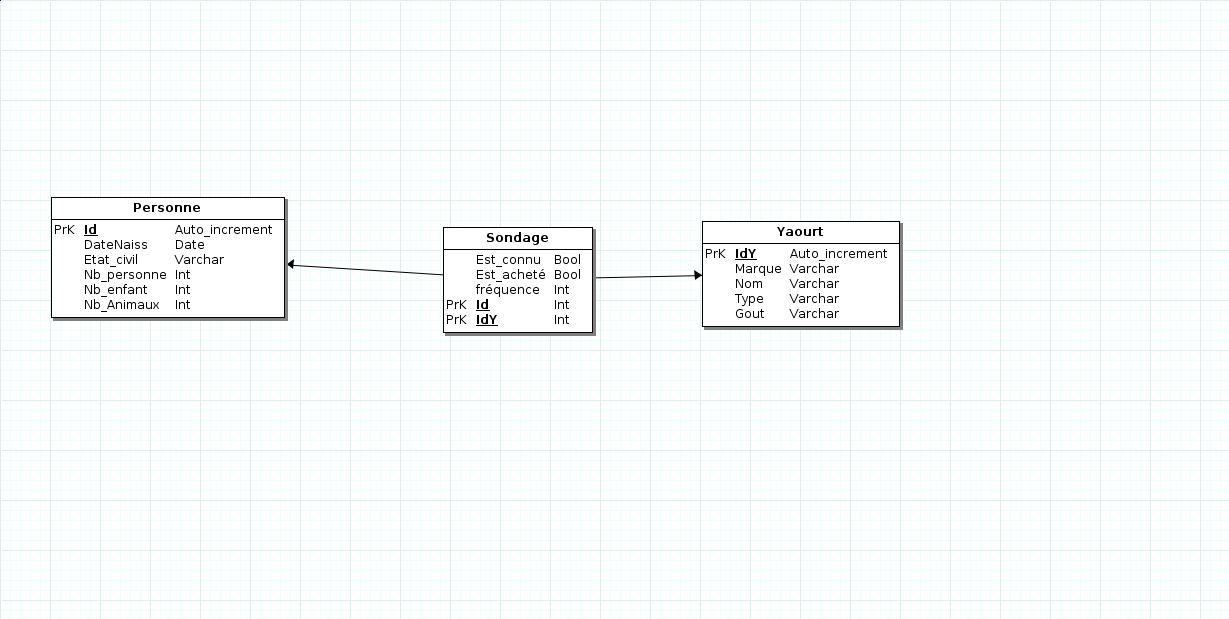 Personne
PrK Id Auto_increment
DateNaiss Date
Etat_civil Varchar
Nb_personne Int
Nb_enfant Int
Nb_Animaux Int
Sondage
Est_connu Bool
Est_acheté Bool
fréquence Int
PrK Id Int
PrK IdY Int
Yaourt
PrK IdY Auto_increment
Marque Varchar
Nom Varchar
Type Varchar
Gout Varchar